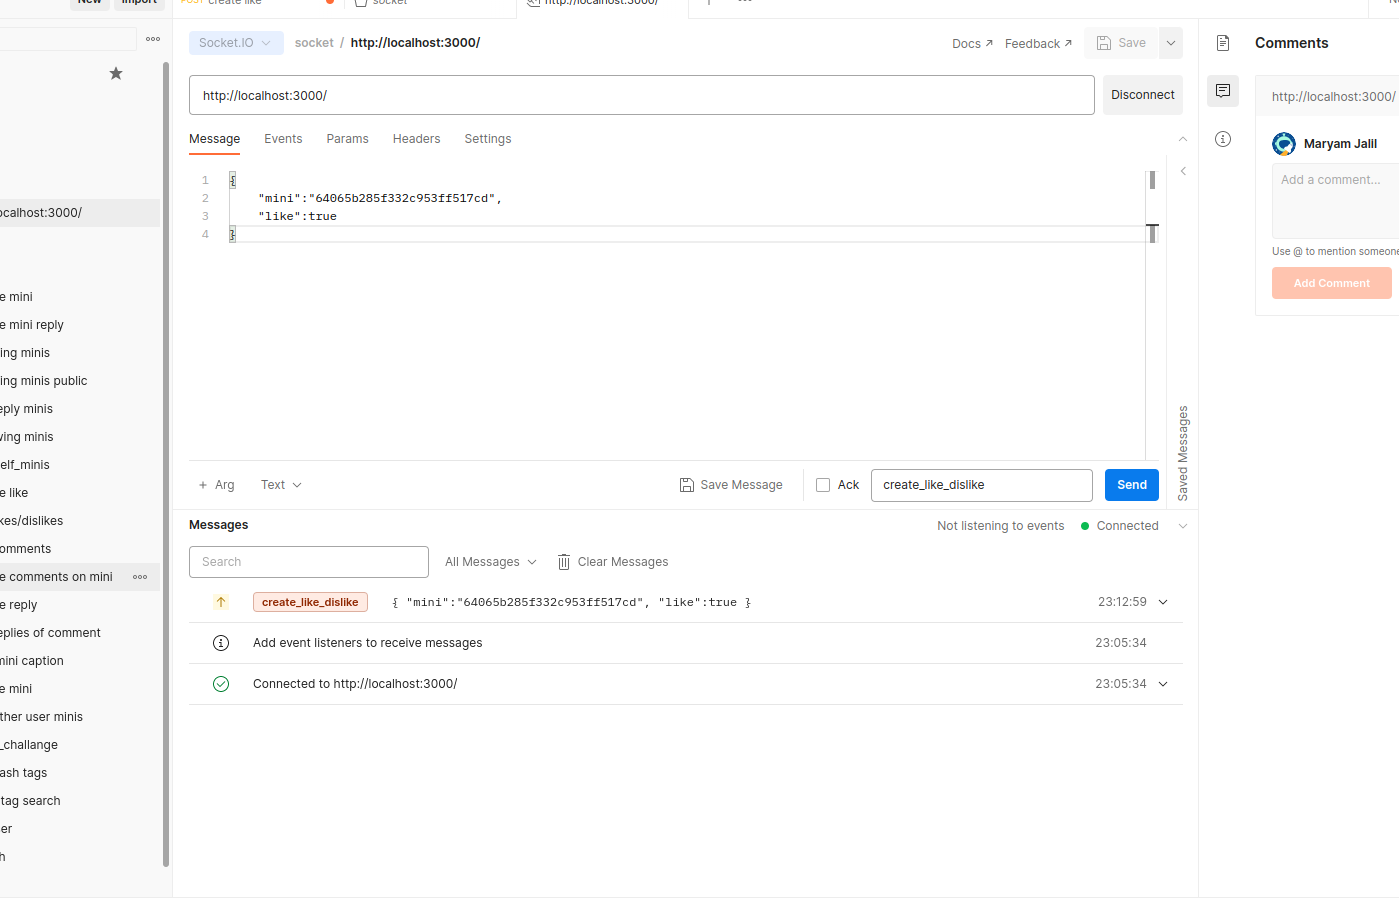 New Import
POST create like
socket
http://localhost:3000/
ocalhost:3000/
e mini
e mini reply
ing minis
ing minis public
eply minis
ving minis
elf_minis
e like
kes/dislikes
omments
e comments on mini
e reply
eplies of comment
mini caption
e mini
ther user minis
_challange
ash tags
tag search
er
h
Socket.IO socket / http://localhost:3000/
Docs Feedback Save
http://localhost:3000/ Disconnect
Message Events Params Headers Settings
1 {
2 "mini":"64065b285f332c953ff517cd",
3 "like":true
4 }
Saved Messages
+ Arg Text Save Message Ack create_like_dislike Send
Messages Not listening to events Connected
Search All Messages Clear Messages
create_like_dislike { "mini":"64065b285f332c953ff517cd", "like":true } 23:12:59
Add event listeners to receive messages 23:05:34
Connected to http://localhost:3000/ 23:05:34
Comments
http://localhost:3000/
Maryam Jalil
Add a comment...
Use @ to mention someone
Add Comment